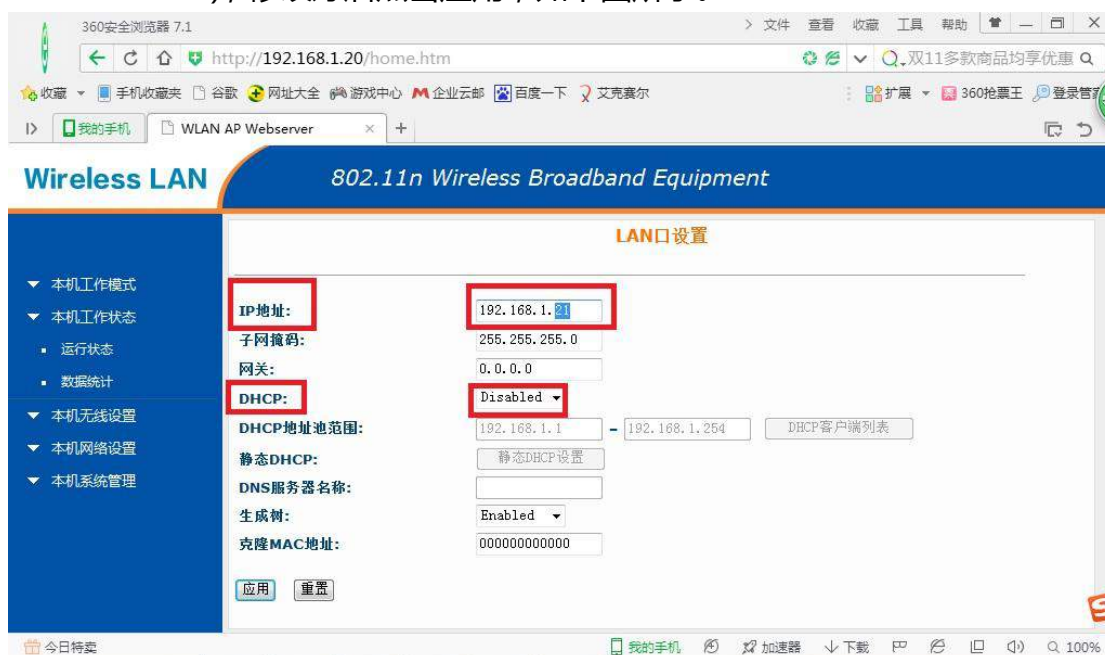 360安全浏览器 7.1
> 文件 查看 收藏 工具 帮助
http://192.168.1.20/home.htm
双11多款商品均享优惠
收藏 手机收藏夹 谷歌 网址大全 游戏中心 企业云邮 百度一下 艾克赛尔 扩展 360抢票王 登录管
我的手机 WLAN AP Webserver × +
Wireless LAN
802.11n Wireless Broadband Equipment
LAN口设置
本机工作模式
本机工作状态
运行状态
数据统计
本机无线设置
本机网络设置
本机系统管理
IP地址: 192.168.1.21
子网掩码: 255.255.255.0
网关: 0.0.0.0
DHCP: Disabled
DHCP地址池范围: 192.168.1.1 - 192.168.1.254 DHCP客户端列表
静态DHCP: 静态DHCP设置
DNS服务器名称:
生成树: Enabled
克隆MAC地址: 000000000000
应用 重置
今日特卖 我的手机 加速器 下载 100%